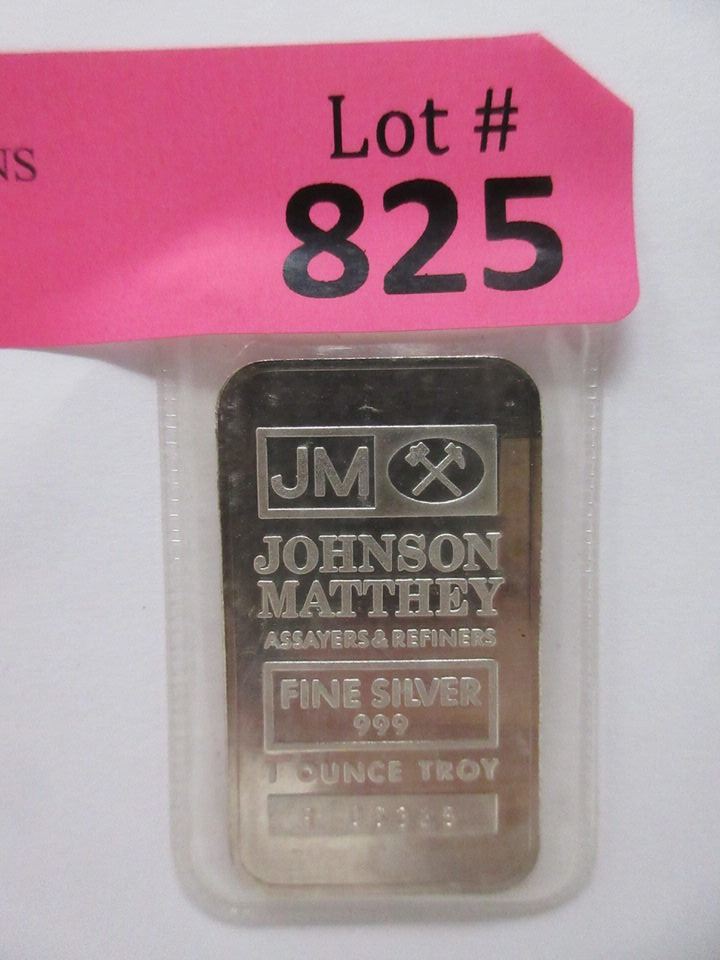 NS
Lot #
825
JM
JOHNSON
MATTHEY
ASSAYERS & REFINERS
FINE SILVER
999
1 OUNCE TROY